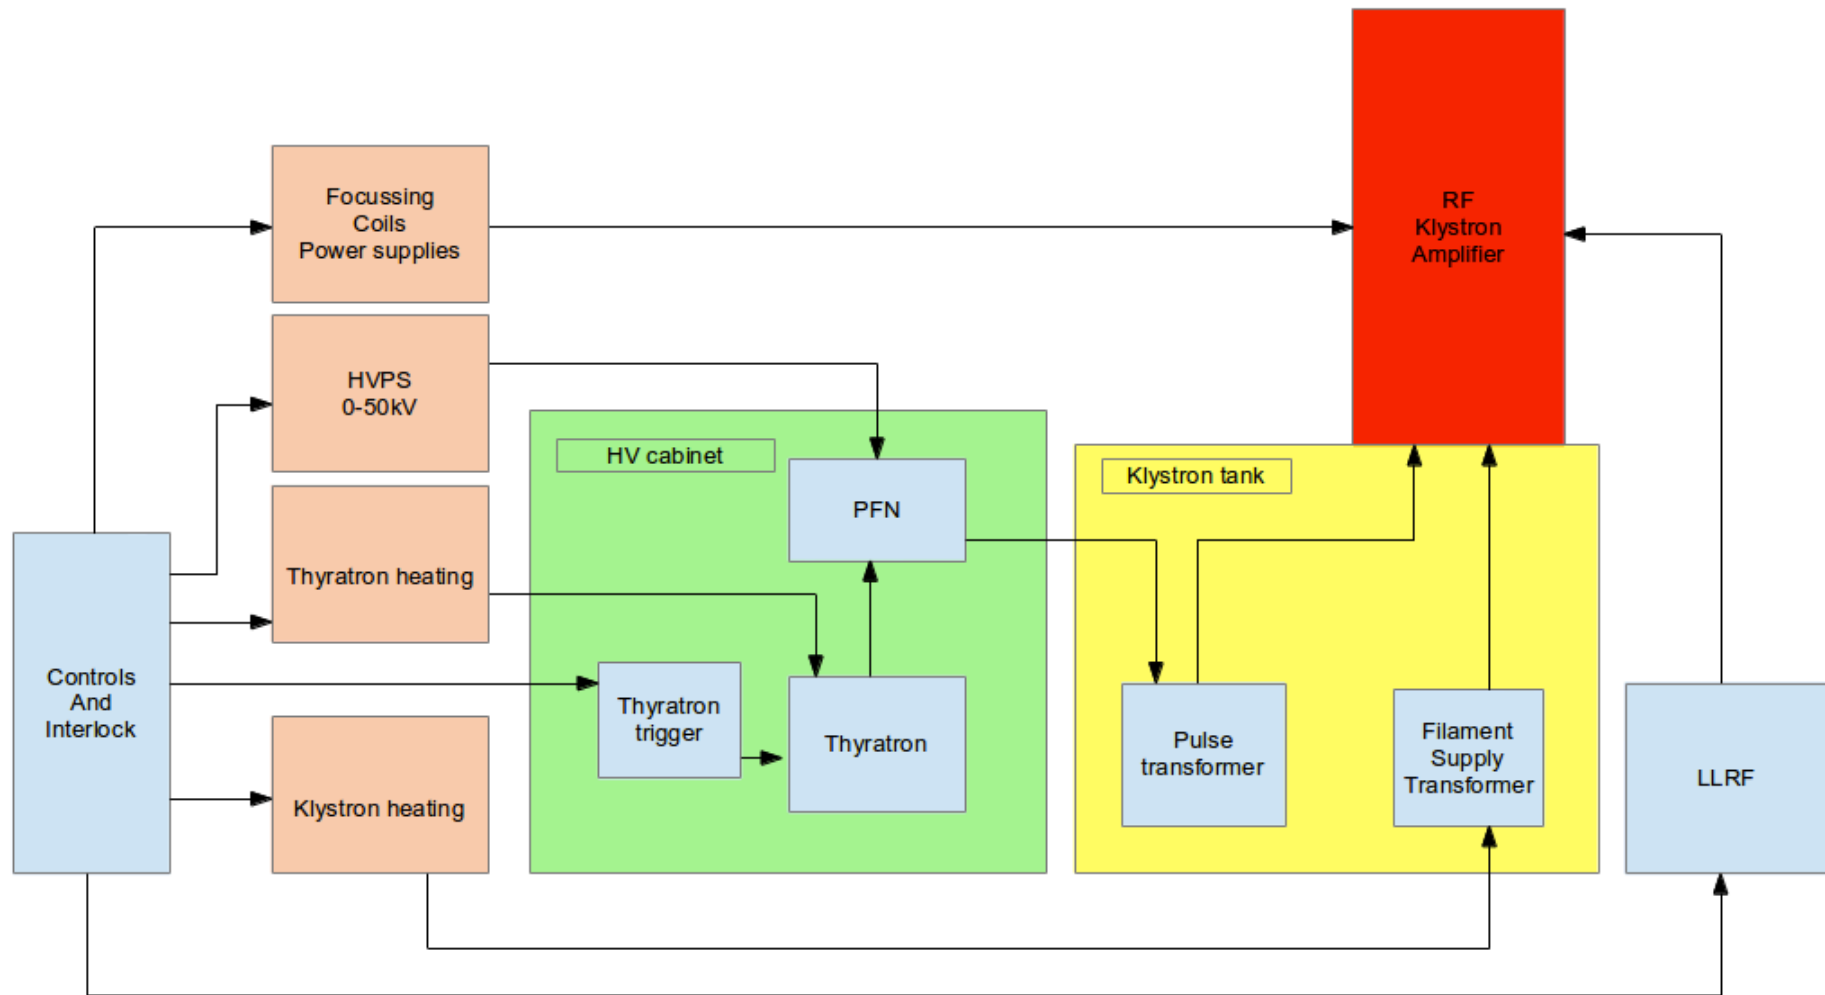 RF
Klystron
Amplifier
Focussing
Coils
Power supplies
HVPS
0-50kV
HV cabinet
PFN
Klystron tank
Thyratron heating
Controls
And
Interlock
Thyratron
trigger
Thyratron
Pulse
transformer
Filament
Supply
Transformer
LLRF
Klystron heating